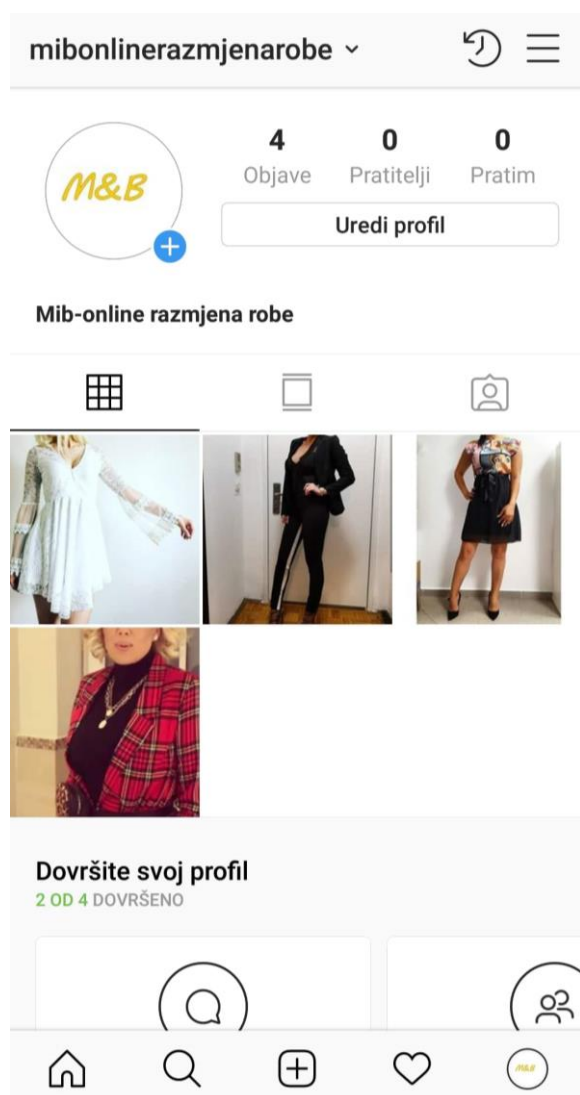 mibonlinerazmjenarobe
4 0 0
Objave Pratitelji Pratim
M&B
Uredi profil
Mib-online razmjena robe
Dovršite svoj profil
2 OD 4 DOVRŠENO
M&B